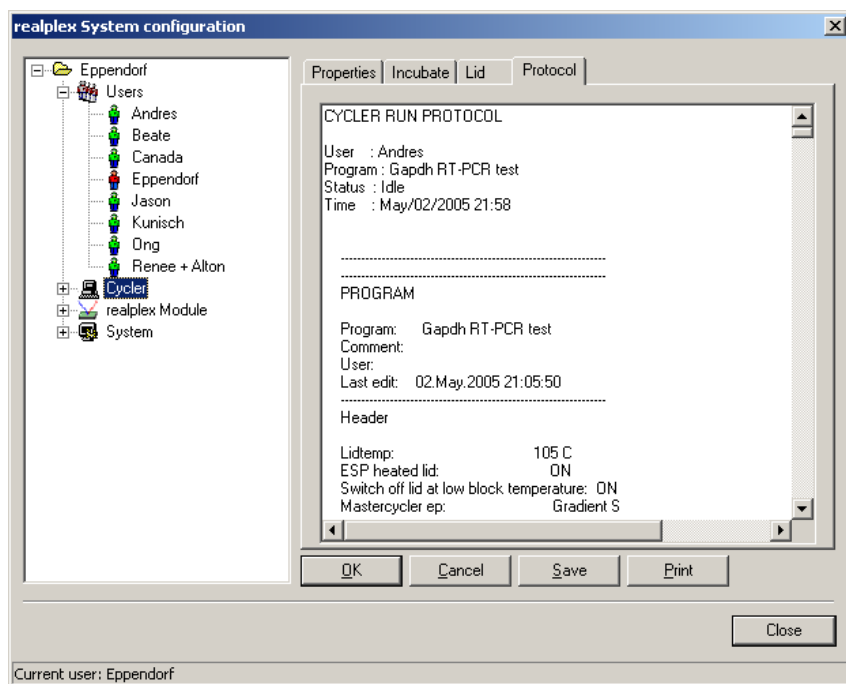 realplex System configuration
Eppendorf
Users
Andres
Beate
Canada
Eppendorf
Jason
Kunisch
Ong
Renee + Alton
Cycler
realplex Module
System
Properties Incubate Lid Protocol
CYCLER RUN PROTOCOL
User : Andres
Program : Gapdh RT-PCR test
Status : Idle
Time : May/02/2005 21:58
------------------------------------------------------------------
------------------------------------------------------------------
PROGRAM
Program: Gapdh RT-PCR test
Comment:
User:
Last edit: 02.May.2005 21:05:50
------------------------------------------------------------------
Header
Lidtemp: 105 C
ESP heated lid: ON
Switch off lid at low block temperature: ON
Mastercycler ep: Gradient S
OK Cancel Save Print
Close
Current user: Eppendorf